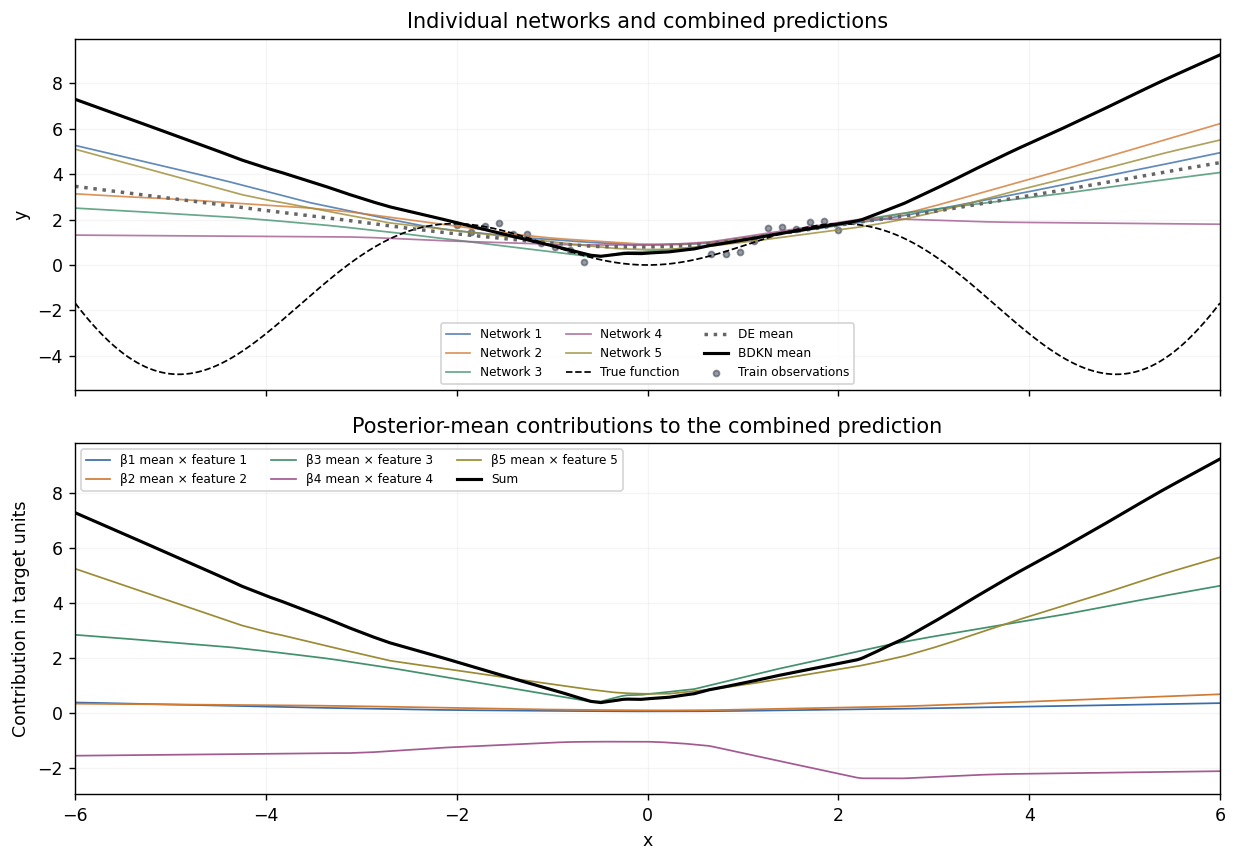 Individual networks and combined predictions
y
8
6
4
2
0
−2
−4
Network 1 Network 4 DE mean
Network 2 Network 5 BDKN mean
Network 3 True function Train observations
Posterior-mean contributions to the combined prediction
β1 mean × feature 1 β3 mean × feature 3 β5 mean × feature 5
β2 mean × feature 2 β4 mean × feature 4 Sum
Contribution in target units
8
6
4
2
0
−2
−6 −4 −2 0 2 4 6
x